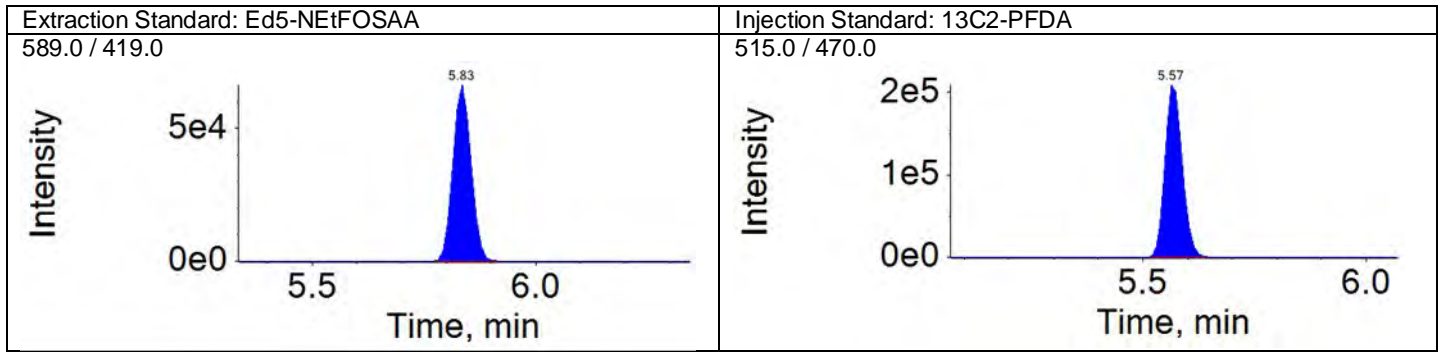 Extraction Standard: Ed5-NEtFOSAA
589.0 / 419.0
5.83
5e4
0e0
Intensity
5.5
6.0
Time, min
Injection Standard: 13C2-PFDA
515.0 / 470.0
5.57
2e5
1e5
0e0
Intensity
5.5
6.0
Time, min